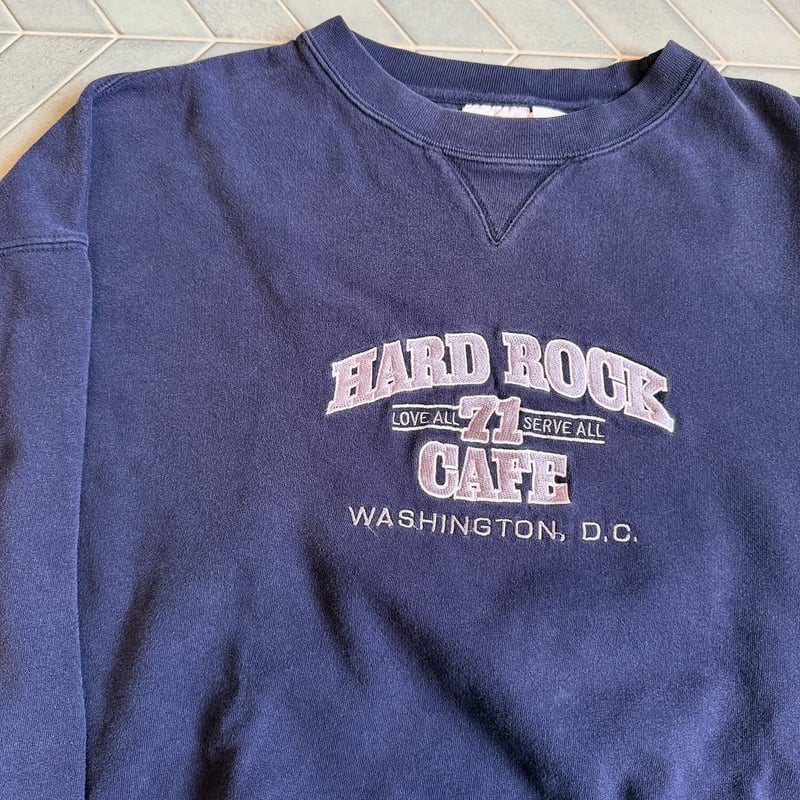 HARD ROCK
LOVE ALL 71 SERVE ALL
CAFE
WASHINGTON, D.C.